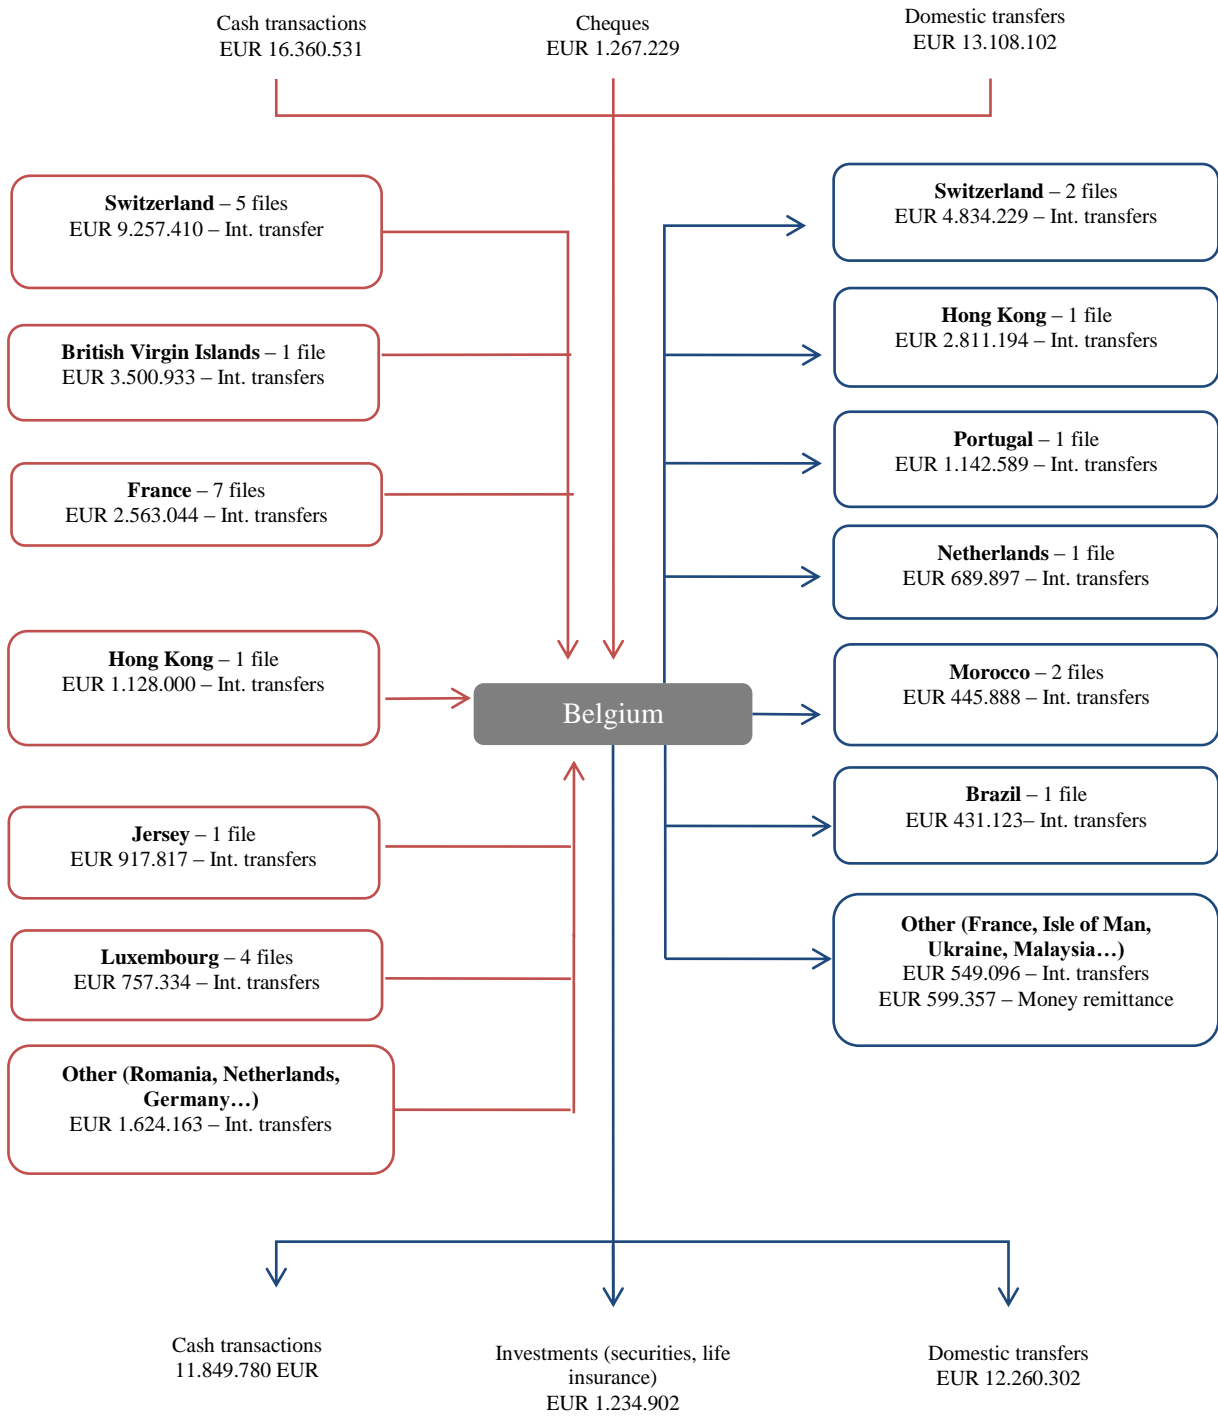 Cash transactions
EUR 16.360.531
Cheques
EUR 1.267.229
Domestic transfers
EUR 13.108.102
Switzerland – 5 files
EUR 9.257.410 – Int. transfer
British Virgin Islands – 1 file
EUR 3.500.933 – Int. transfers
France – 7 files
EUR 2.563.044 – Int. transfers
Hong Kong – 1 file
EUR 1.128.000 – Int. transfers
Jersey – 1 file
EUR 917.817 – Int. transfers
Luxembourg – 4 files
EUR 757.334 – Int. transfers
Other (Romania, Netherlands,
Germany…)
EUR 1.624.163 – Int. transfers
Belgium
Switzerland – 2 files
EUR 4.834.229 – Int. transfers
Hong Kong – 1 file
EUR 2.811.194 – Int. transfers
Portugal – 1 file
EUR 1.142.589 – Int. transfers
Netherlands – 1 file
EUR 689.897 – Int. transfers
Morocco – 2 files
EUR 445.888 – Int. transfers
Brazil – 1 file
EUR 431.123– Int. transfers
Other (France, Isle of Man,
Ukraine, Malaysia…)
EUR 549.096 – Int. transfers
EUR 599.357 – Money remittance
Cash transactions
11.849.780 EUR
Investments (securities, life
insurance)
EUR 1.234.902
Domestic transfers
EUR 12.260.302